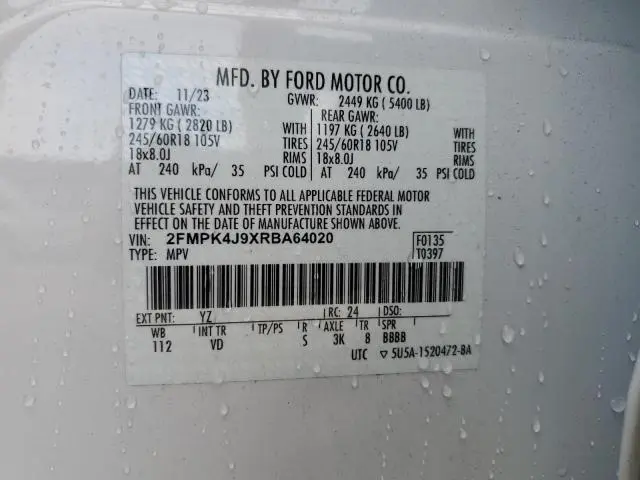 MFD. BY FORD MOTOR CO.
DATE: 11/23 GVWR: 2449 KG ( 5400 LB)
FRONT GAWR: REAR GAWR:
1279 KG ( 2820 LB) WITH 1197 KG ( 2640 LB) WITH
245/60R18 105V TIRES 245/60R18 105V TIRES
18x8.0J RIMS 18x8.0J RIMS
AT 240 kPa/ 35 PSI COLD AT 240 kPa/ 35 PSI COLD
THIS VEHICLE CONFORMS TO ALL APPLICABLE FEDERAL MOTOR
VEHICLE SAFETY AND THEFT PREVENTION STANDARDS IN
EFFECT ON THE DATE OF MANUFACTURE SHOWN ABOVE.
VIN: 2FMPK4J9XRBA64020 F0135
TYPE: MPV T0397
EXT PNT: YZ RC: 24 DSO:
WB INT TR TP/PS R AXLE TR SPR
112 VD S 3K 8 BBBB
UTC ▽ 5U5A-1520472-BA